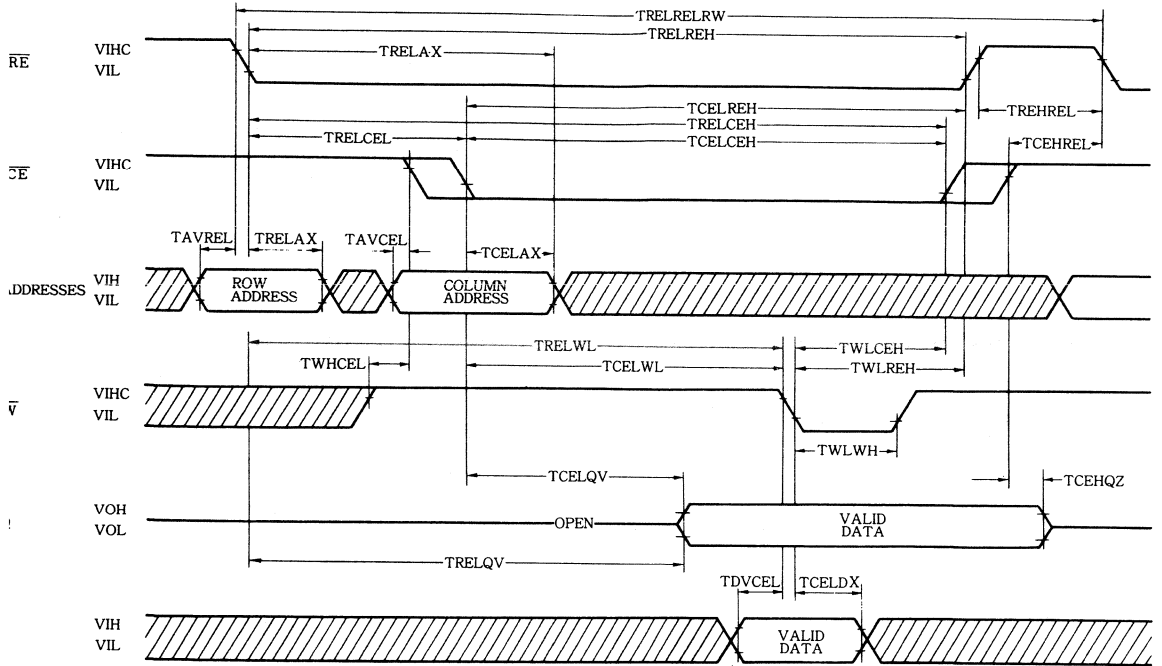 TRELRELRW
TRELREH
TRELAX
VIHC
RE
VIL
TCELREH
TREHREL
TRELCEH
TRELCEL
TCELCEH
TCEHREL
VIHC
CE
VIL
TAVREL
TRELAX
TAVCEL
TCELAX
VIH
DDRESSES
VIL
ROW
ADDRESS
COLUMN
ADDRESS
TRELWL
TWLCEH
TWHCEL
TCELWL
TWLREH
VIHC
W
VIL
TWLWH
TCELQV
TCEHQZ
VOH
VOL
OPEN
VALID
DATA
TRELQV
TDVCEL
TCELDX
VIH
VIL
VALID
DATA